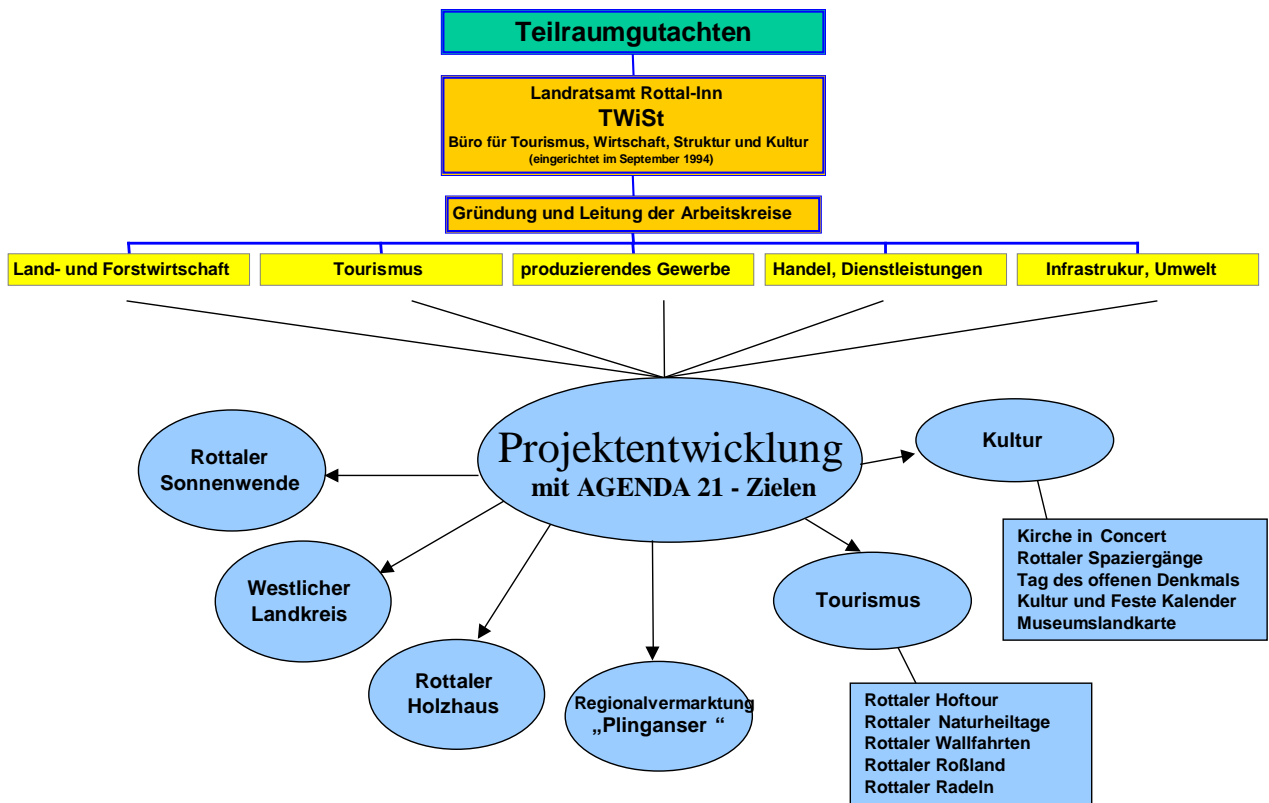 Teilraumgutachten
Landratsamt Rottal-Inn
TWiSt
Büro für Tourismus, Wirtschaft, Struktur und Kultur
(eingerichtet im September 1994)
Gründung und Leitung der Arbeitskreise
Land- und Forstwirtschaft
Tourismus
produzierendes Gewerbe
Handel, Dienstleistungen
Infrastrukur, Umwelt
Projektentwicklung
mit AGENDA 21 - Zielen
Rottaler
Sonnenwende
Westlicher
Landkreis
Rottaler
Holzhaus
Regionalvermarktung
„Plinganser “
Tourismus
Rottaler Hoftour
Rottaler Naturheiltage
Rottaler Wallfahrten
Rottaler Roßland
Rottaler Radeln
Kultur
Kirche in Concert
Rottaler Spaziergänge
Tag des offenen Denkmals
Kultur und Feste Kalender
Museumslandkarte